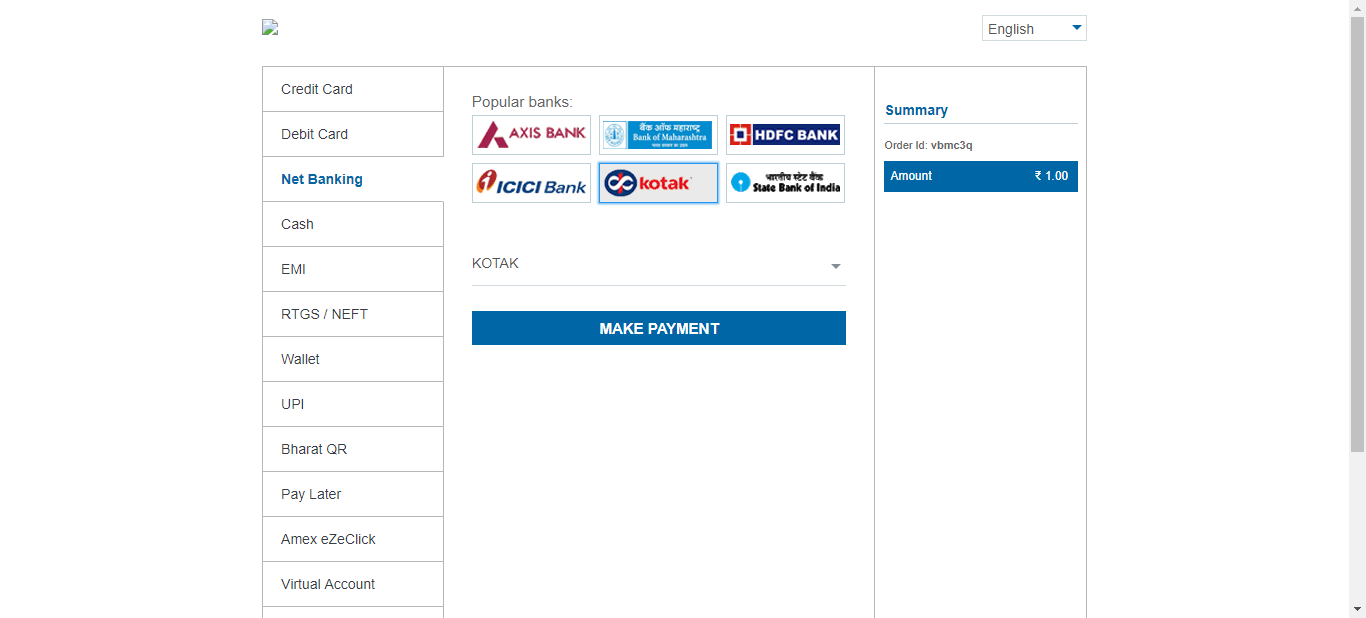 English
Credit Card
Debit Card
Net Banking
Cash
EMI
RTGS / NEFT
Wallet
UPI
Bharat QR
Pay Later
Amex eZeClick
Virtual Account
Popular banks:
AXIS BANK
बैंक ऑफ महाराष्ट्र
Bank of Maharashtra
HDFC BANK
ICICI Bank
kotak
भारतीय स्टेट बैंक
State Bank of India
KOTAK
MAKE PAYMENT
Summary
Order Id: vbmc3q
Amount ₹ 1.00